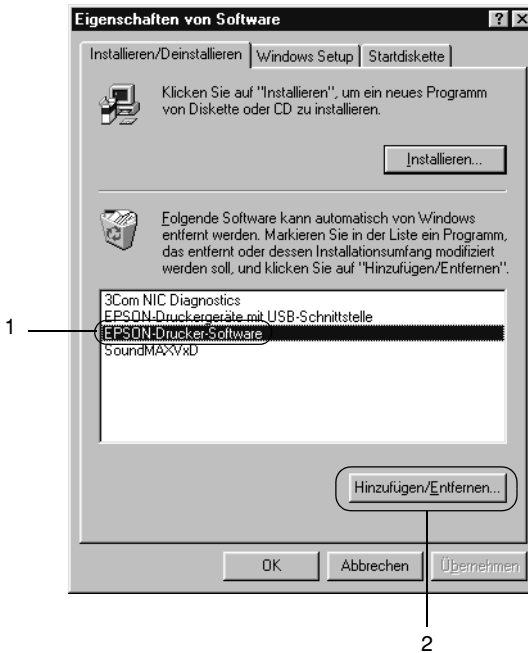 Eigenschaften von Software
Installieren/Deinstallieren Windows Setup Startdiskette
Klicken Sie auf "Installieren", um ein neues Programm
von Diskette oder CD zu installieren.
Installieren...
Folgende Software kann automatisch von Windows
entfernt werden. Markieren Sie in der Liste ein Programm,
das entfernt oder dessen Installationsumfang modifiziert
werden soll, und klicken Sie auf "Hinzufügen/Entfernen".
3Com NIC Diagnostics
EPSON-Druckergeräte mit USB-Schnittstelle
1
EPSON-Drucker-Software
SoundMAXVxD
Hinzufügen/Entfernen...
OK Abbrechen Übernehmen
2